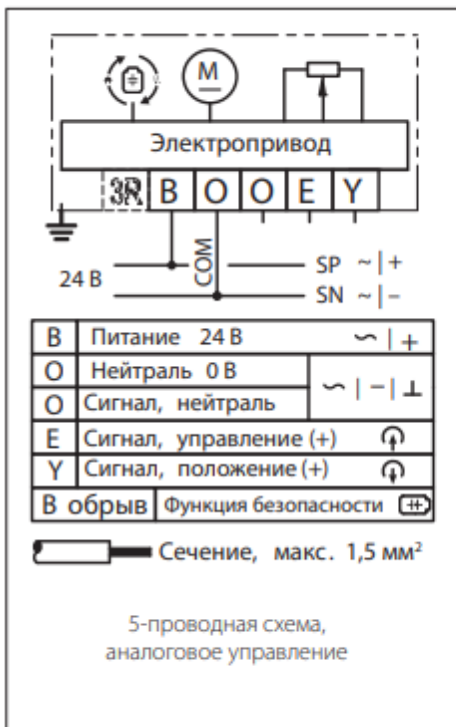 M
Электропривод
3R B O O E Y
24 В
COM
SP ~ | +
SN ~ | –
B Питание 24 В ∽ | +
O Нейтраль 0 В
∽ | – | ⊥
O Сигнал, нейтраль
E Сигнал, управление (+)
Y Сигнал, положение (+)
В обрыв Функция безопасности
Сечение, макс. 1,5 мм²
5-проводная схема,
аналоговое управление